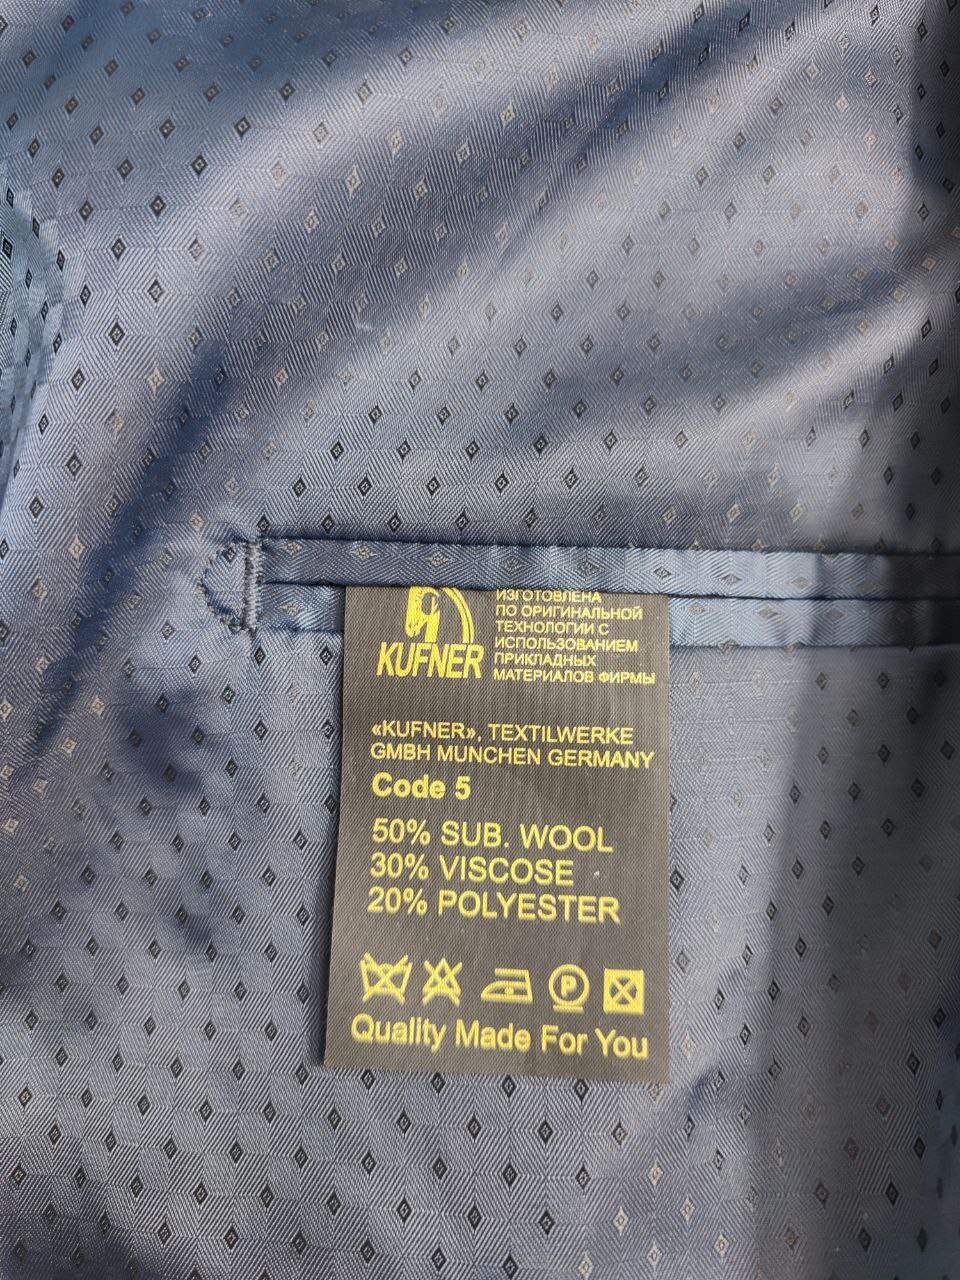 KUFNER
ИЗГОТОВЛЕНА
ПО ОРИГИНАЛЬНОЙ
ТЕХНОЛОГИИ С
ИСПОЛЬЗОВАНИЕМ
ПРИКЛАДНЫХ
МАТЕРИАЛОВ ФИРМЫ
«KUFNER», TEXTILWERKE
GMBH MUNCHEN GERMANY
Code 5
50% SUB. WOOL
30% VISCOSE
20% POLYESTER
P
Quality Made For You